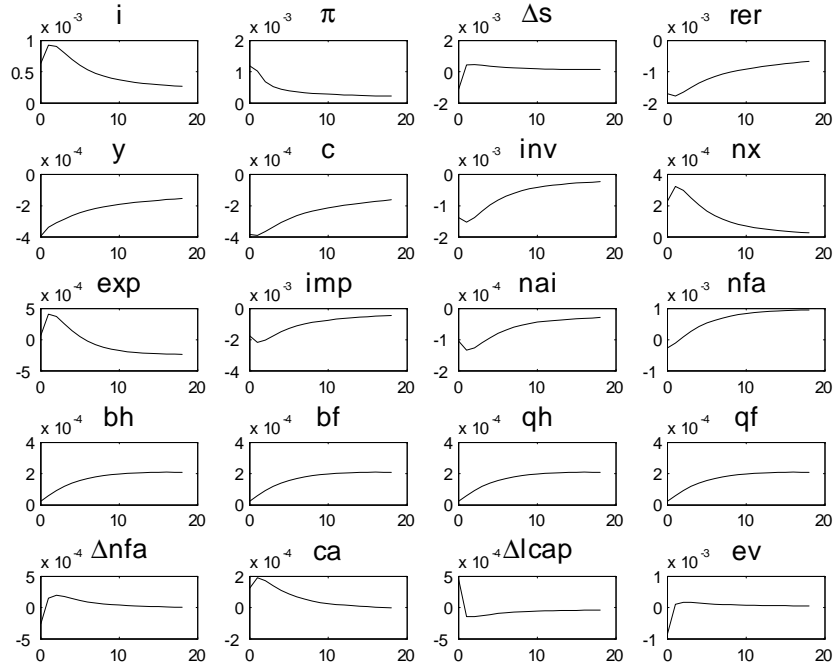 x 10⁻³ i x 10⁻³ π x 10⁻³ Δs x 10⁻³ rer
1 2 2 0
0.5 1 0 -1
0 0 -2 -2
0 10 20 0 10 20 0 10 20 0 10 20
x 10⁻⁴ y x 10⁻⁴ c x 10⁻³ inv x 10⁻⁴ nx
0 0 0 4
-2 -2 -1 2
-4 -4 -2 0
0 10 20 0 10 20 0 10 20 0 10 20
x 10⁻⁴ exp x 10⁻³ imp x 10⁻⁴ nai x 10⁻³ nfa
5 0 0 1
0 -2 -1 0
-5 -4 -2 -1
0 10 20 0 10 20 0 10 20 0 10 20
x 10⁻⁴ bh x 10⁻⁴ bf x 10⁻⁴ qh x 10⁻⁴ qf
4 4 4 4
2 2 2 2
0 0 0 0
0 10 20 0 10 20 0 10 20 0 10 20
x 10⁻⁴ Δnfa x 10⁻⁴ ca x 10⁻⁴ Δlcap x 10⁻³ ev
5 2 5 1
0 0 0 0
-5 -2 -5 -1
0 10 20 0 10 20 0 10 20 0 10 20